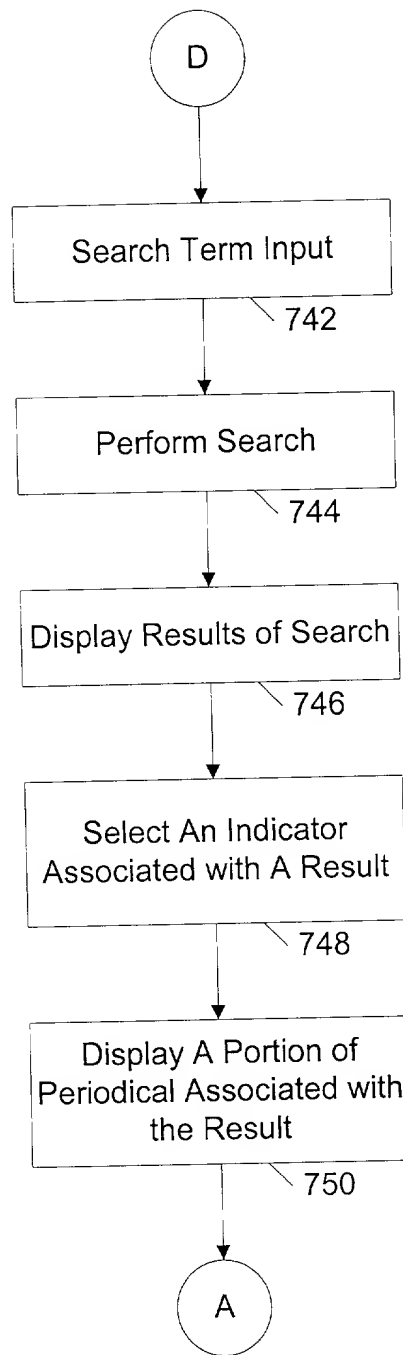 D
Search Term Input
742
Perform Search
744
Display Results of Search
746
Select An Indicator
Associated with A Result
748
Display A Portion of
Periodical Associated with
the Result
750
A